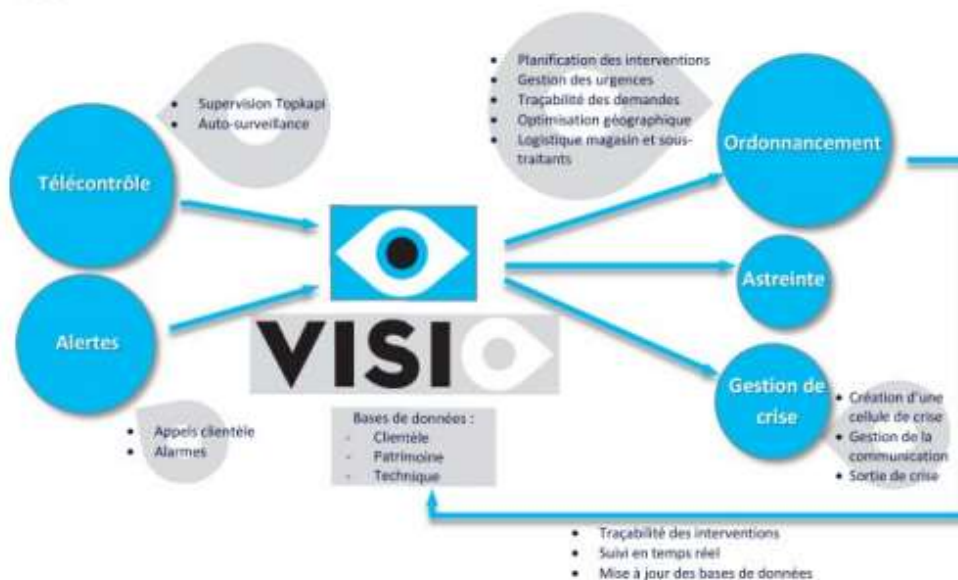 • Planification des interventions
• Gestion des urgences
• Traçabilité des demandes
• Optimisation géographique
• Logistique magasin et sous-
traitants
Ordonnancement
• Supervision Topkapi
• Auto-surveillance
Télécontrôle
Astreinte
Alertes
VISIO
Gestion de
crise
• Création d'une
cellule de crise
• Gestion de la
communication
• Sortie de crise
• Appels clientèle
• Alarmes
Bases de données :
- Clientèle
- Patrimoine
- Technique
• Traçabilité des interventions
• Suivi en temps réel
• Mise à jour des bases de données